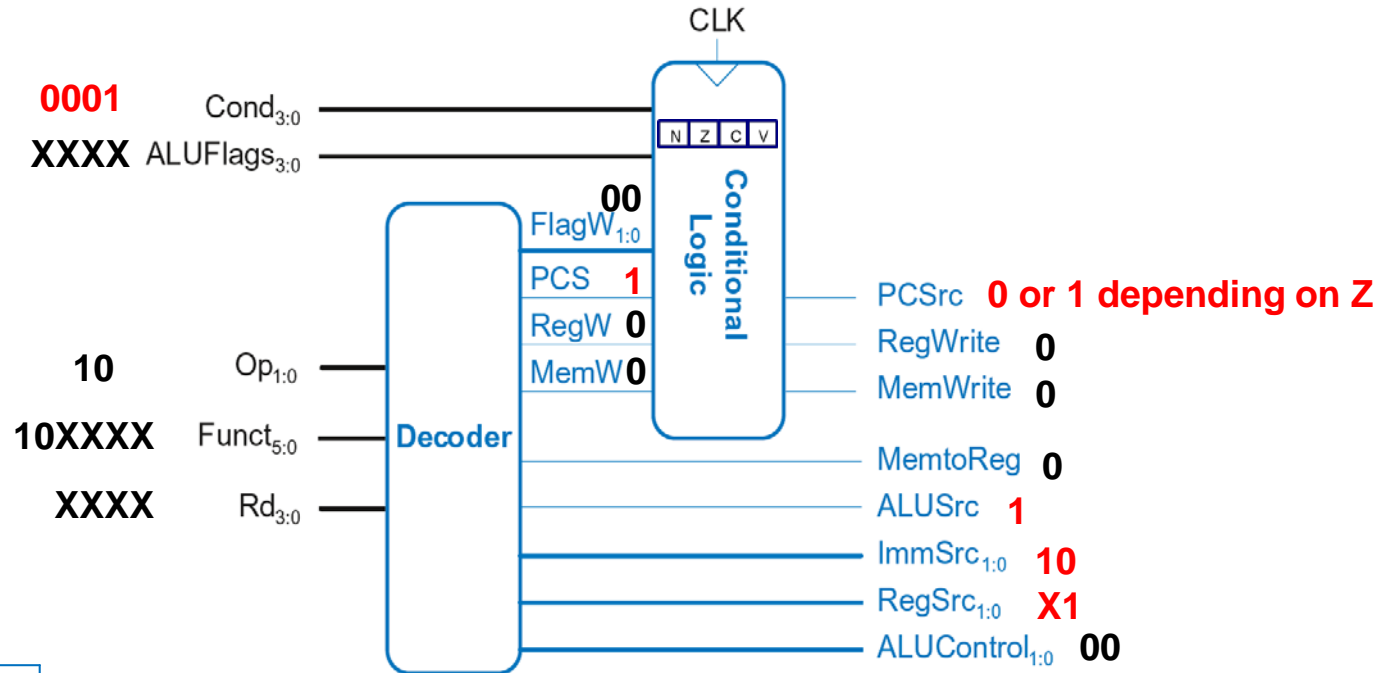 CLK
0001 Cond3:0
XXXX ALUFlags3:0
N Z C V
Conditional
Logic
00
FlagW1:0
PCS 1
RegW 0
MemW 0
PCSrc 0 or 1 depending on Z
RegWrite 0
MemWrite 0
10 Op1:0
10XXXX Funct5:0
XXXX Rd3:0
Decoder
MemtoReg 0
ALUSrc 1
ImmSrc1:0 10
RegSrc1:0 X1
ALUControl1:0 00